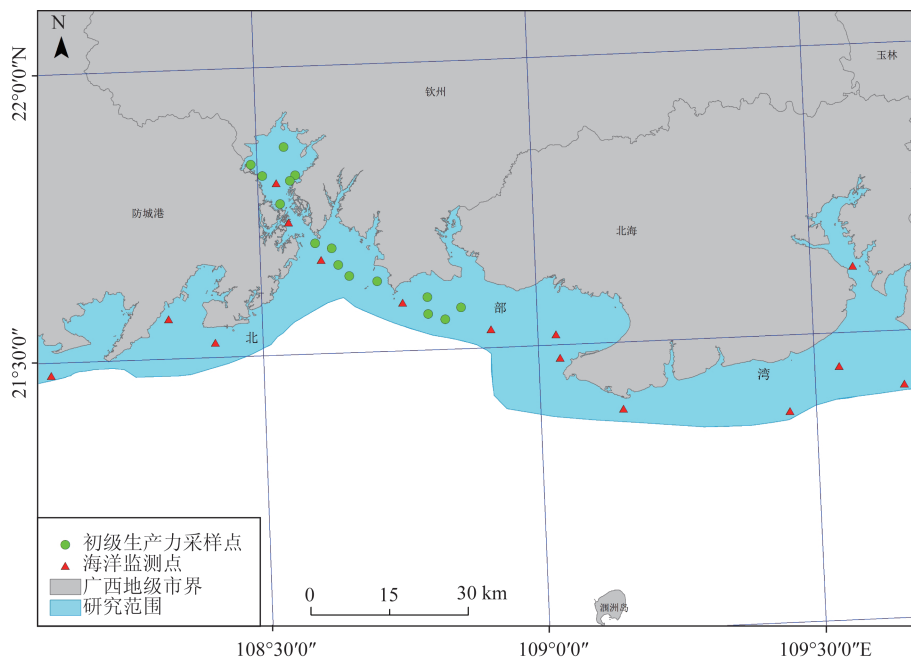 N
玉林
22°0′0″N
钦州
防城港
北海
部
北
湾
21°30′0″N
初级生产力采样点
海洋监测点
广西地级市界
研究范围
0 15 30 km
涠洲岛
108°30′0″ 109°0′0″ 109°30′0″E